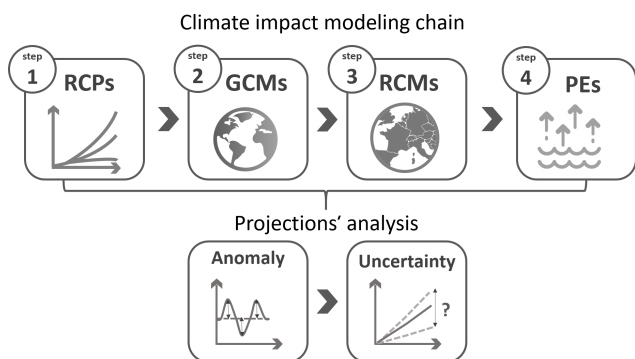 Climate impact modeling chain
step
1
RCPs
step
2
GCMs
step
3
RCMs
step
4
PEs
Projections' analysis
Anomaly
Uncertainty
?